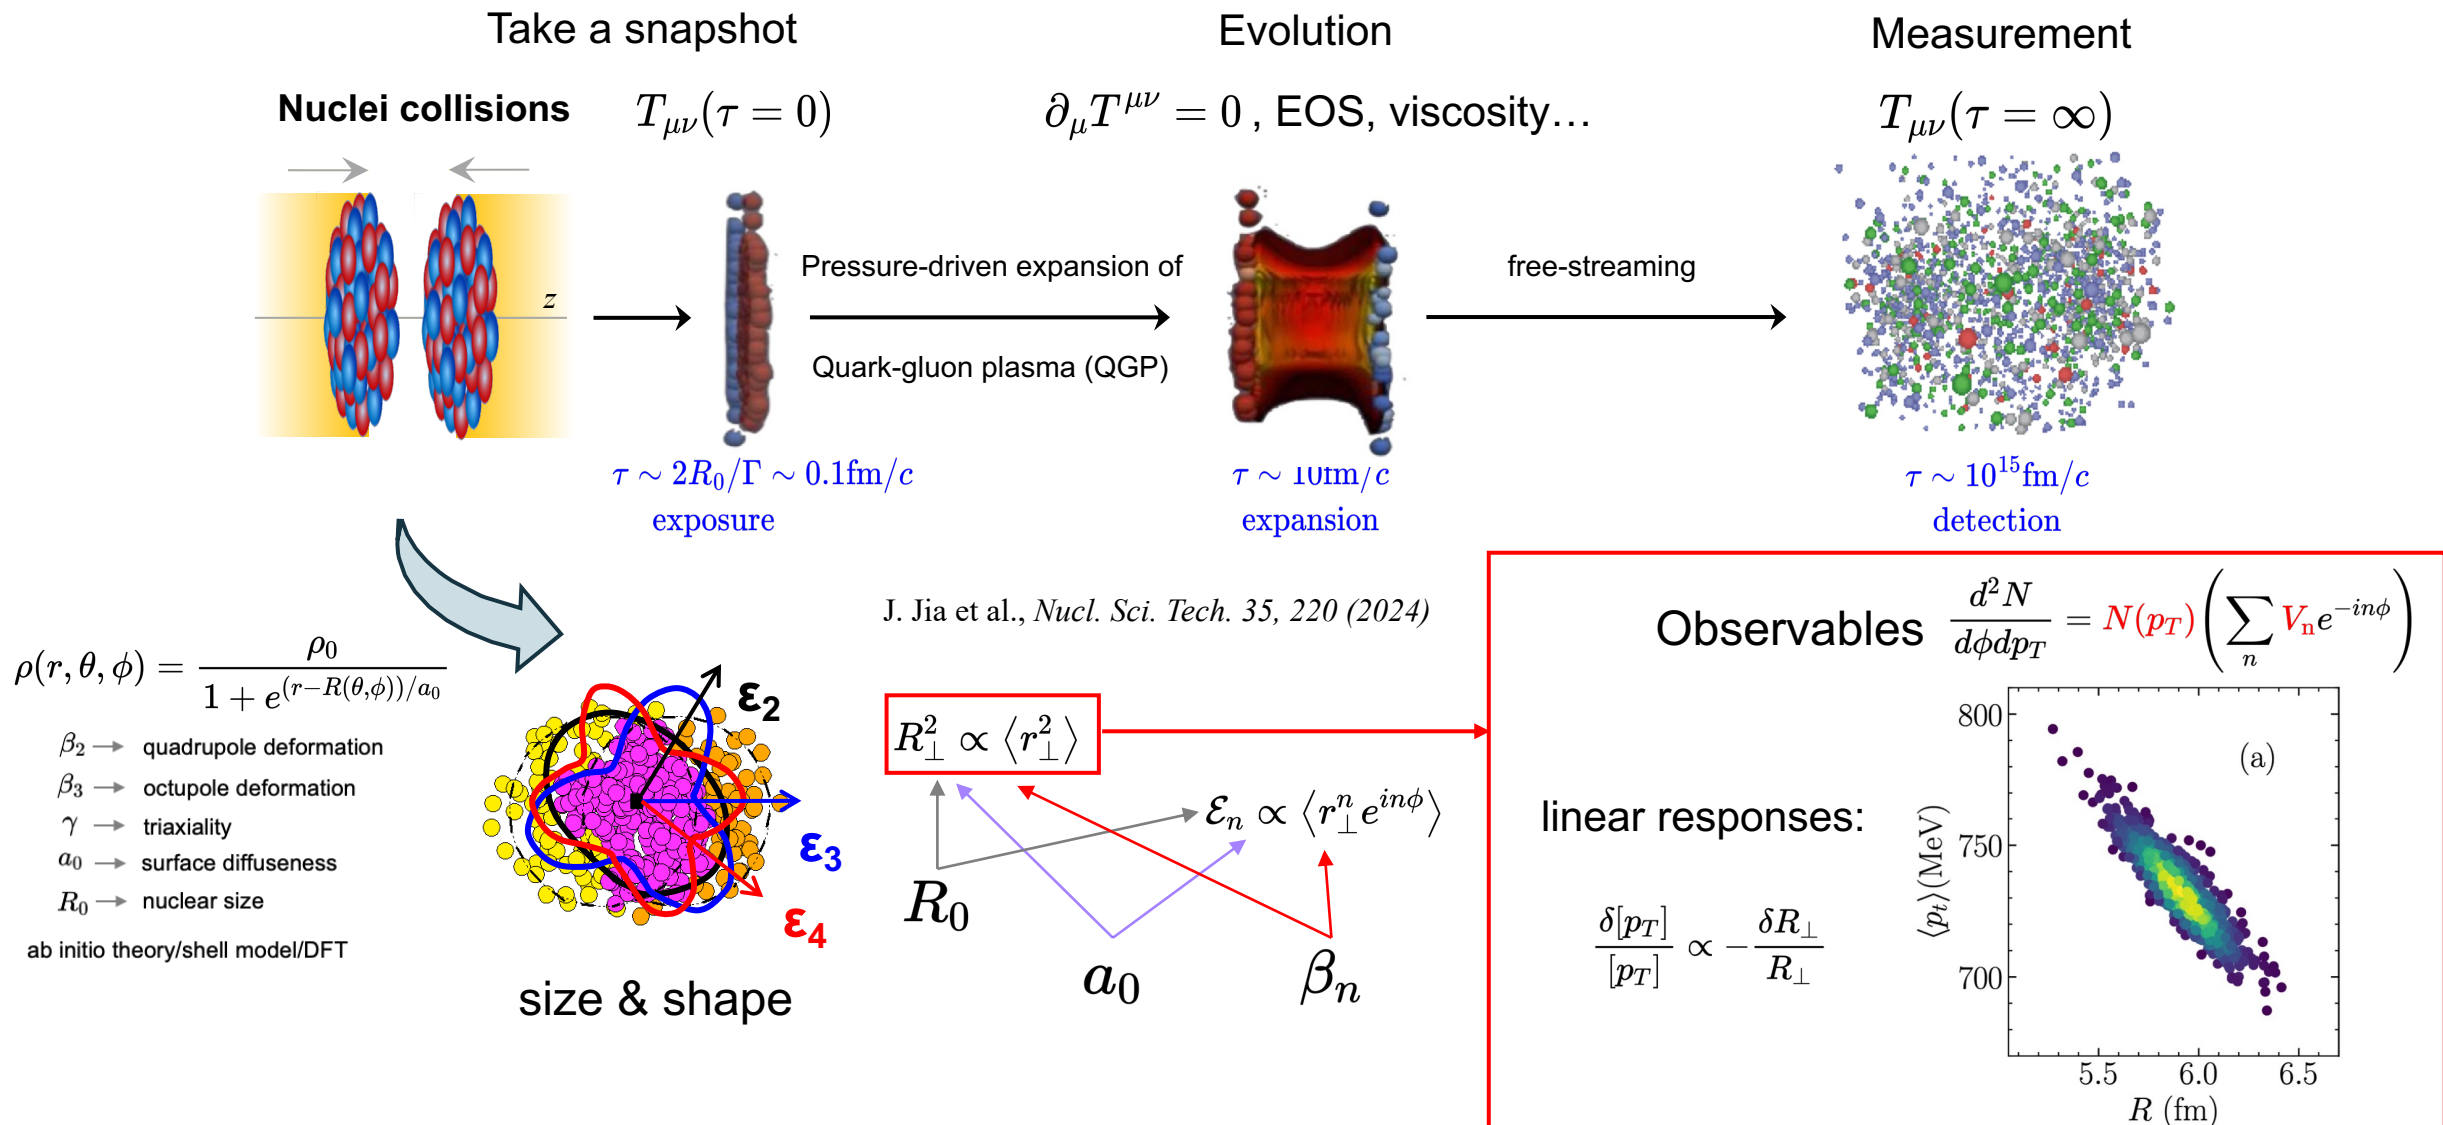 Take a snapshot
Evolution
Measurement
Nuclei collisions
T_{μν}(τ = 0)
∂_μT^{μν} = 0 , EOS, viscosity…
T_{μν}(τ = ∞)
z
Pressure-driven expansion of
Quark-gluon plasma (QGP)
free-streaming
τ ∼ 2R_0/Γ ∼ 0.1fm/c
exposure
τ ∼ 10fm/c
expansion
τ ∼ 10^{15}fm/c
detection
J. Jia et al., Nucl. Sci. Tech. 35, 220 (2024)
ρ(r, θ, ϕ) = \frac{ρ_0}{1 + e^{(r−R(θ,ϕ))/a_0}}
β_2 → quadrupole deformation
β_3 → octupole deformation
γ → triaxiality
a_0 → surface diffuseness
R_0 → nuclear size
ab initio theory/shell model/DFT
ε_2
ε_3
ε_4
size & shape
R_⊥^2 ∝ ⟨r_⊥^2⟩
ℰ_n ∝ ⟨r_⊥^n e^{inϕ}⟩
R_0
a_0
β_n
Observables \frac{d^2N}{dϕdp_T} = N(p_T)(∑_n V_n e^{−inϕ})
linear responses:
\frac{δ[p_T]}{[p_T]} ∝ −\frac{δR_⊥}{R_⊥}
(a)
⟨p_t⟩(MeV)
800
750
700
5.5 6.0 6.5
R (fm)